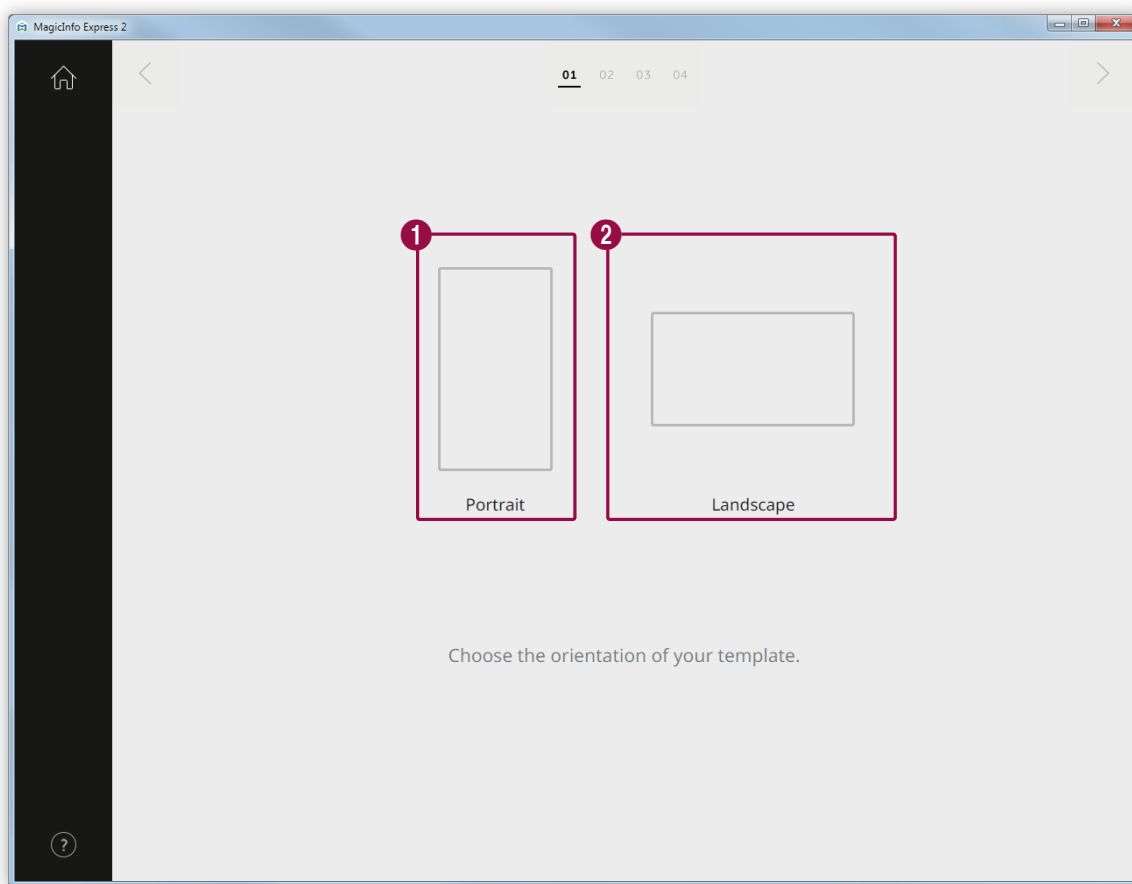 MagicInfo Express 2
01 02 03 04
1 2
Portrait Landscape
Choose the orientation of your template.
?